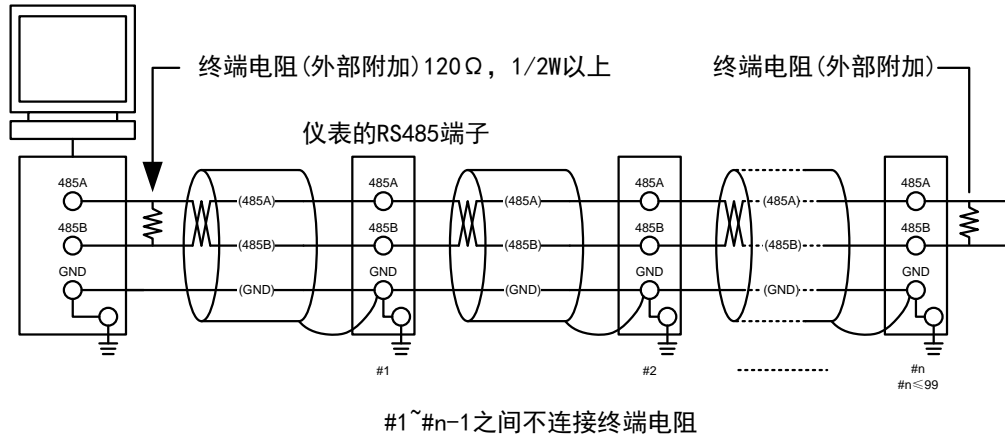 终端电阻(外部附加)120Ω，1/2W以上
终端电阻(外部附加)
仪表的RS485端子
485A
(485A)
485A
(485A)
485A
(485A)
485A
485B
(485B)
485B
(485B)
485B
(485B)
485B
GND
(GND)
GND
(GND)
GND
(GND)
GND
#1
#2
#n
#n≤99
#1~#n-1之间不连接终端电阻